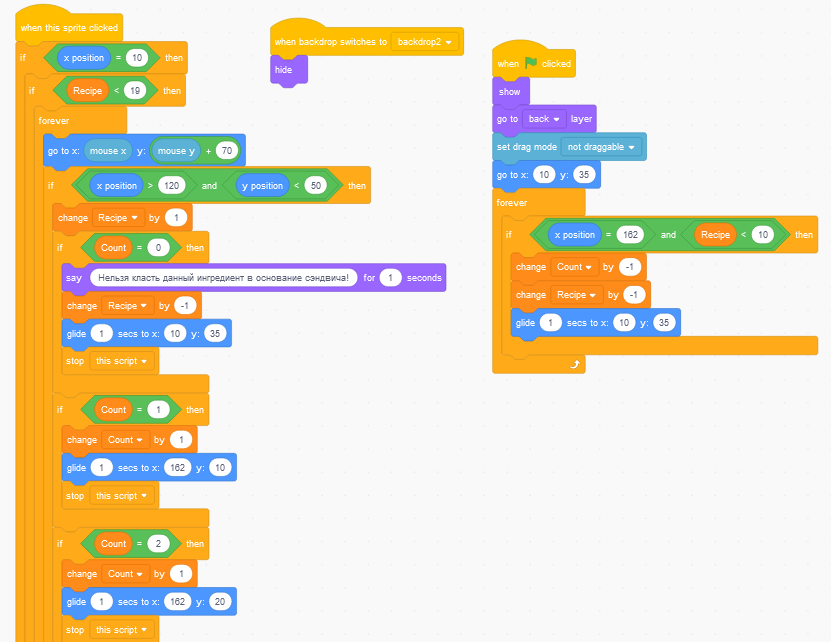 when this sprite clicked
if x position = 10 then
if Recipe < 19 then
forever
go to x: mouse x y: mouse y + 70
if x position > 120 and y position < 50 then
change Recipe by 1
if Count = 0 then
say Нельзя класть данный ингредиент в основание сэндвича! for 1 seconds
change Recipe by -1
glide 1 secs to x: 10 y: 35
stop this script
if Count = 1 then
change Count by 1
glide 1 secs to x: 162 y: 10
stop this script
if Count = 2 then
change Count by 1
glide 1 secs to x: 162 y: 20
stop this script
when backdrop switches to backdrop2
hide
when clicked
show
go to back layer
set drag mode not draggable
go to x: 10 y: 35
forever
if x position = 162 and Recipe < 10 then
change Count by -1
change Recipe by -1
glide 1 secs to x: 10 y: 35